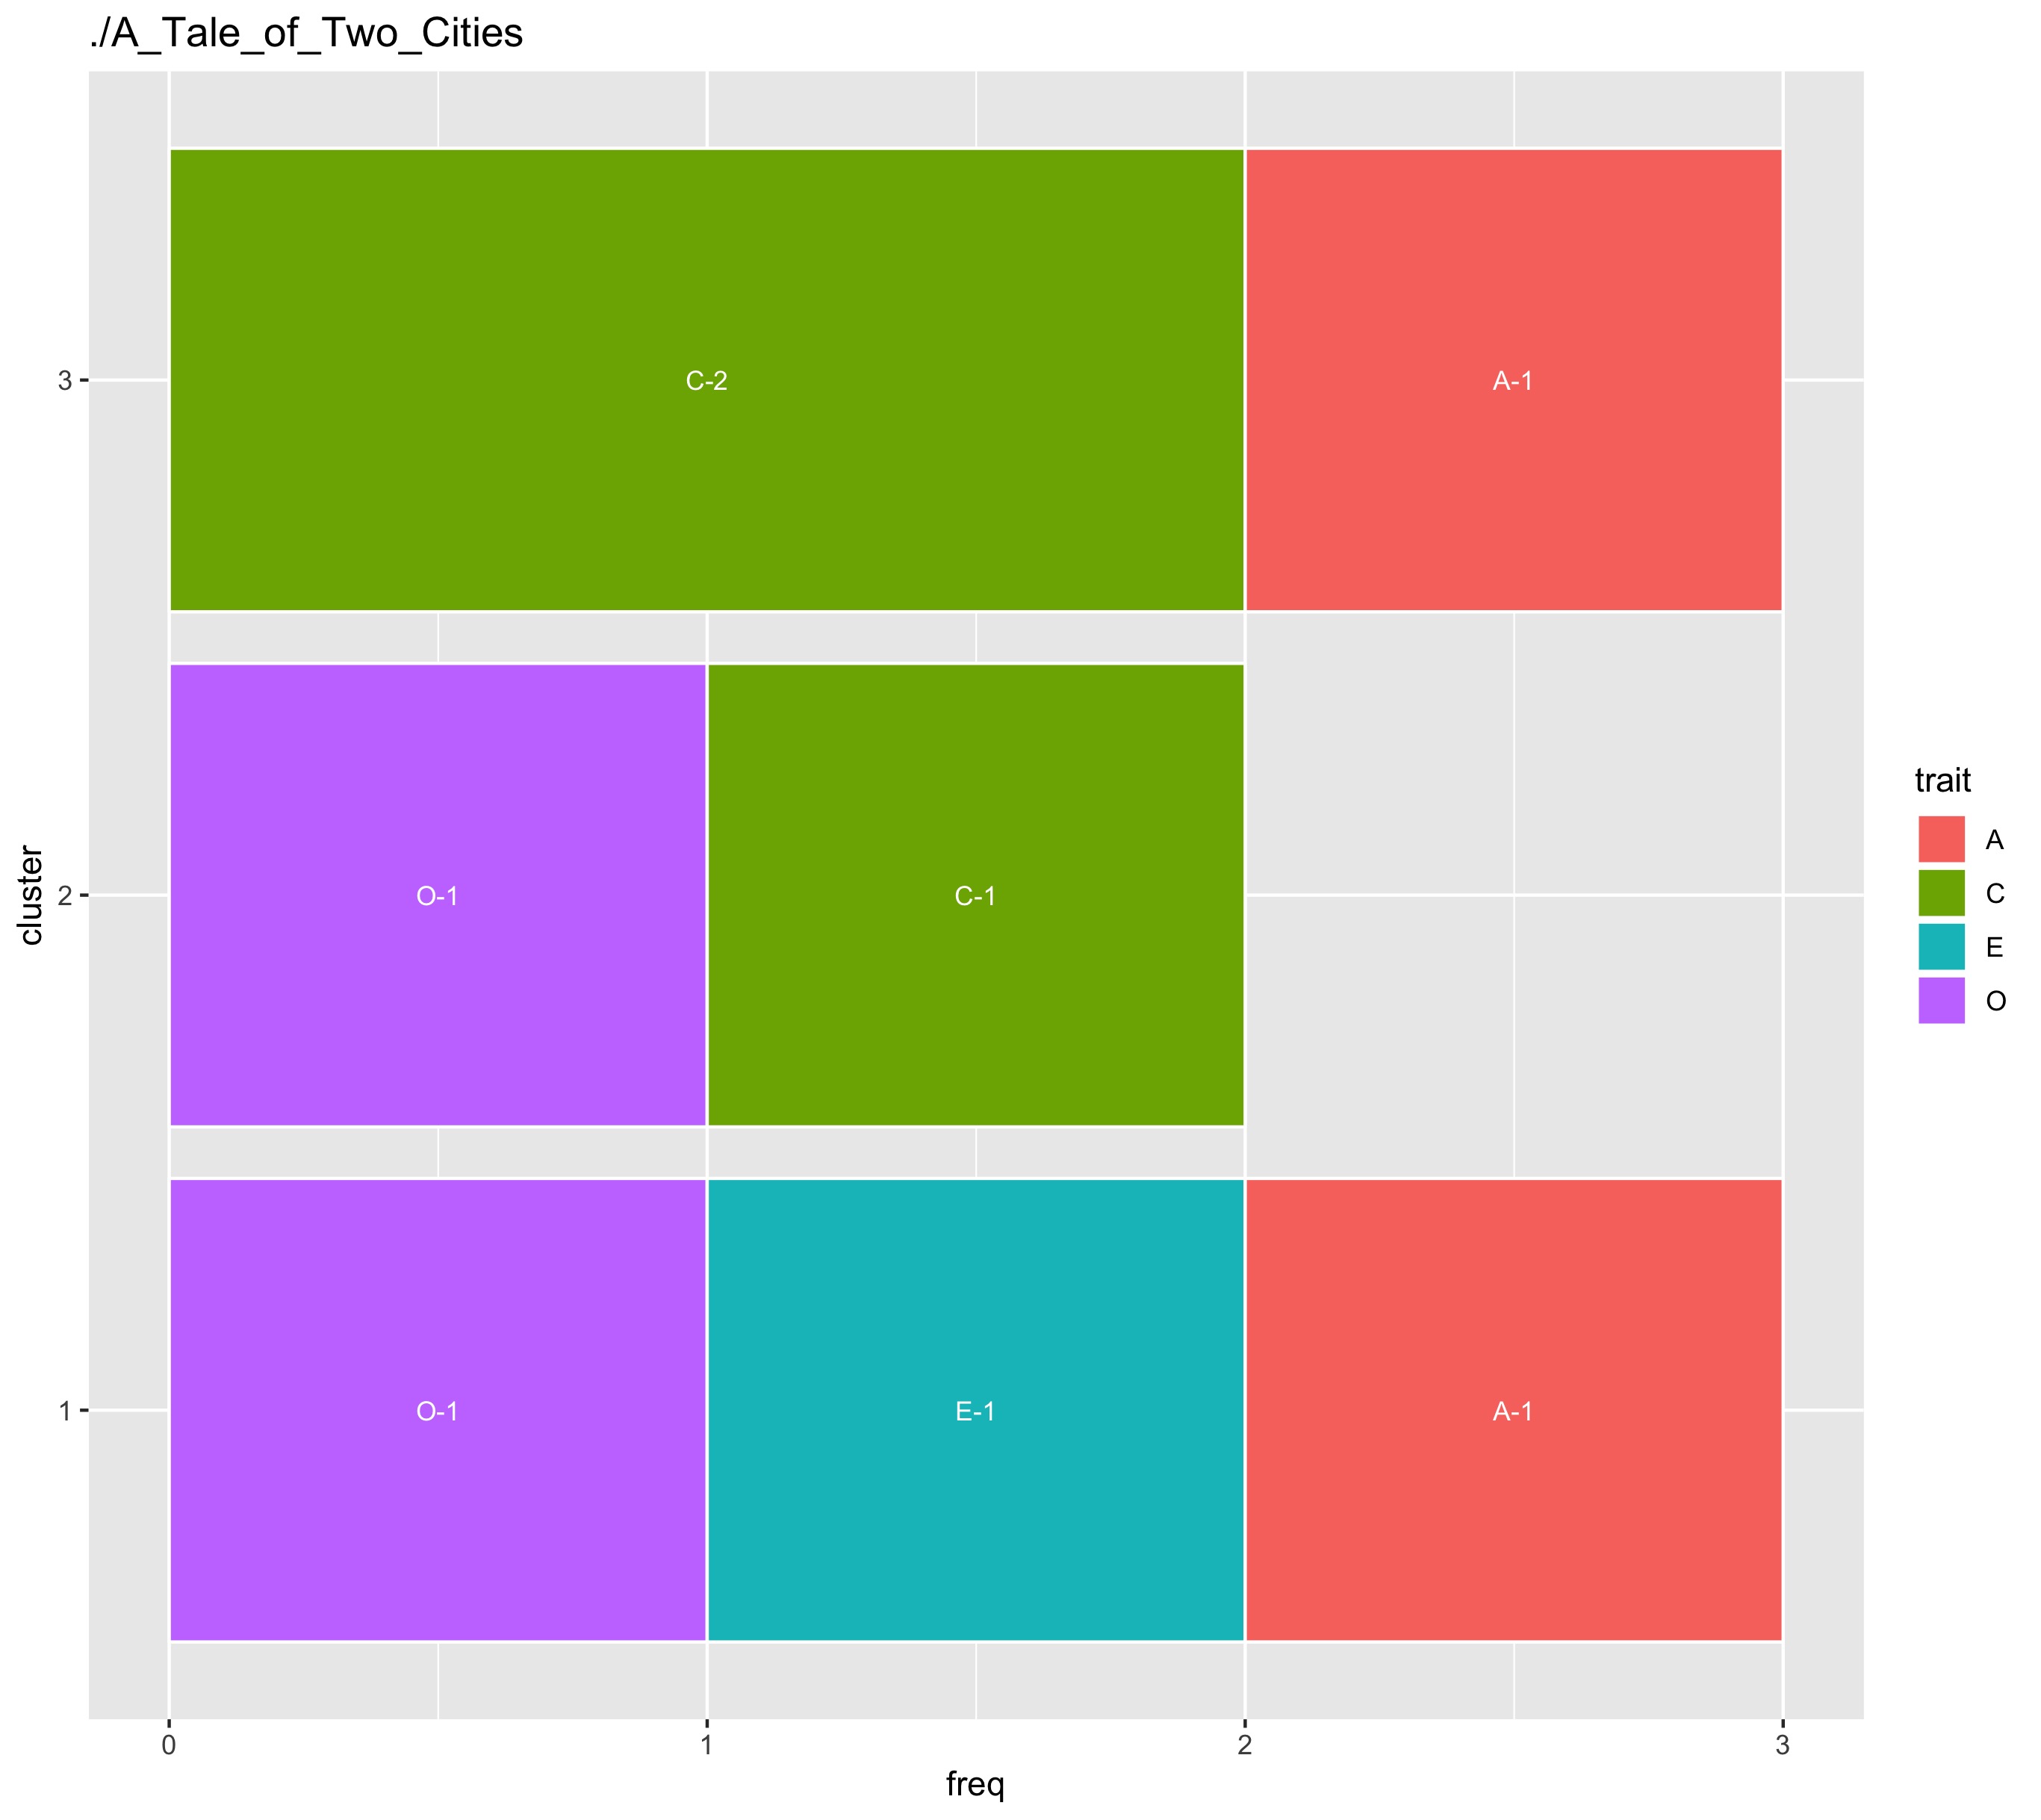 ./A_Tale_of_Two_Cities
cluster
3
C-2
A-1
2
O-1
C-1
1
O-1
E-1
A-1
0
1
2
3
freq
trait
A
C
E
O